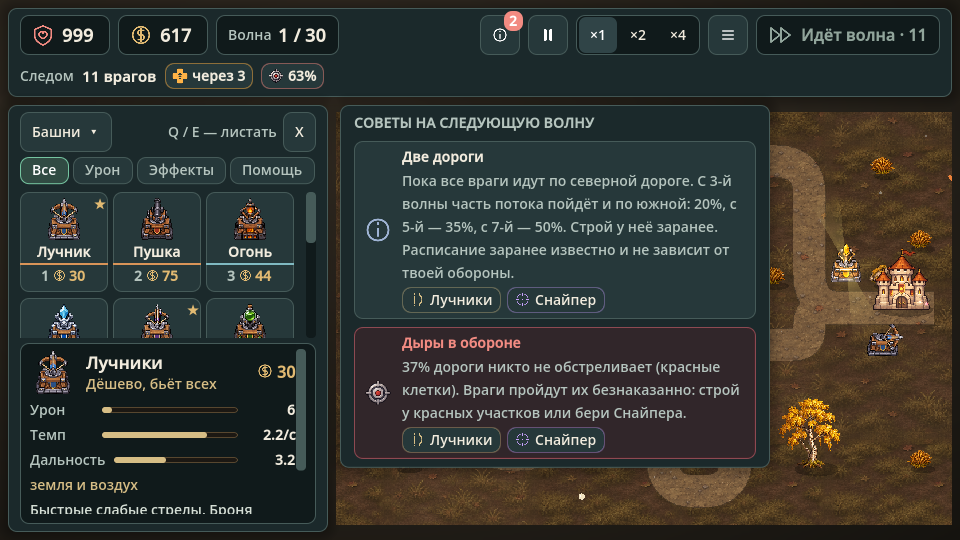 999
617
Волна 1 / 30
2
×1
×2
×4
Идёт волна · 11
Следом 11 врагов
через 3
63%
Башни
Q / E — листать
X
Все
Урон
Эффекты
Помощь
Лучник
Пушка
Огонь
1 30
2 75
3 44
Лучники
Дёшево, бьёт всех
30
Урон 6
Темп 2.2/с
Дальность 3.2
земля и воздух
Быстрые слабые стрелы. Броня
СОВЕТЫ НА СЛЕДУЮЩУЮ ВОЛНУ
Две дороги
Пока все враги идут по северной дороге. С 3-й
волны часть потока пойдёт и по южной: 20%, с
5-й — 35%, с 7-й — 50%. Строй у неё заранее.
Расписание заранее известно и не зависит от
твоей обороны.
Лучники
Снайпер
Дыры в обороне
37% дороги никто не обстреливает (красные
клетки). Враги пройдут их безнаказанно: строй
у красных участков или бери Снайпера.
Лучники
Снайпер